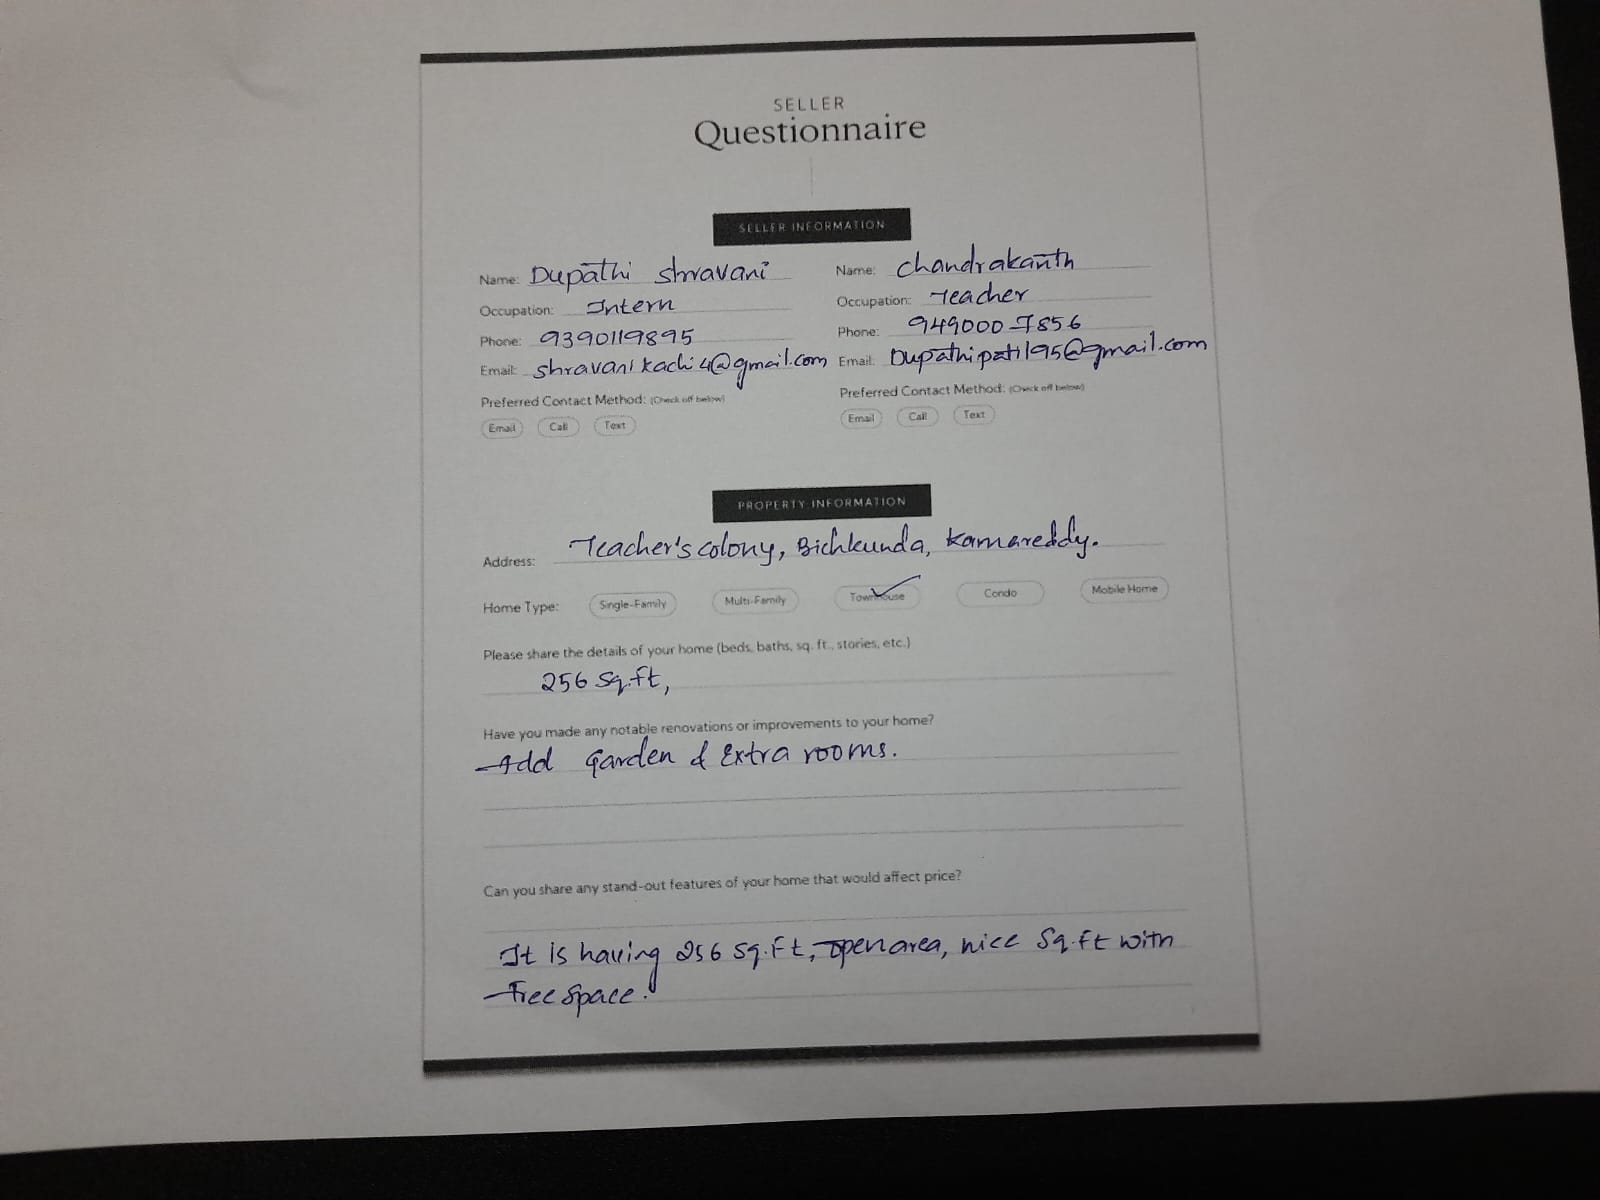 SELLER
Questionnaire
SELLER INFORMATION
Name: Dupathi shravani
Occupation: Intern
Phone: 9390119895
Email: shravanikachi4@gmail.com
Preferred Contact Method: (Check off below)
Email Call Text
Name: Chandrakanth
Occupation: Teacher
Phone: 949000-7856
Email: Dupathipatil95@gmail.com
Preferred Contact Method: (Check off below)
Email Call Text
PROPERTY INFORMATION
Address: Teacher's colony, Bichkunda, Kamareddy.
Home Type: Single-Family Multi-Family Townhouse Condo Mobile Home
Please share the details of your home (beds, baths, sq. ft., stories, etc.)
256 Sq.ft,
Have you made any notable renovations or improvements to your home?
Add Garden & Extra rooms.
Can you share any stand-out features of your home that would affect price?
It is having 256 sq.ft, open area, nice Sq.ft with
free space.